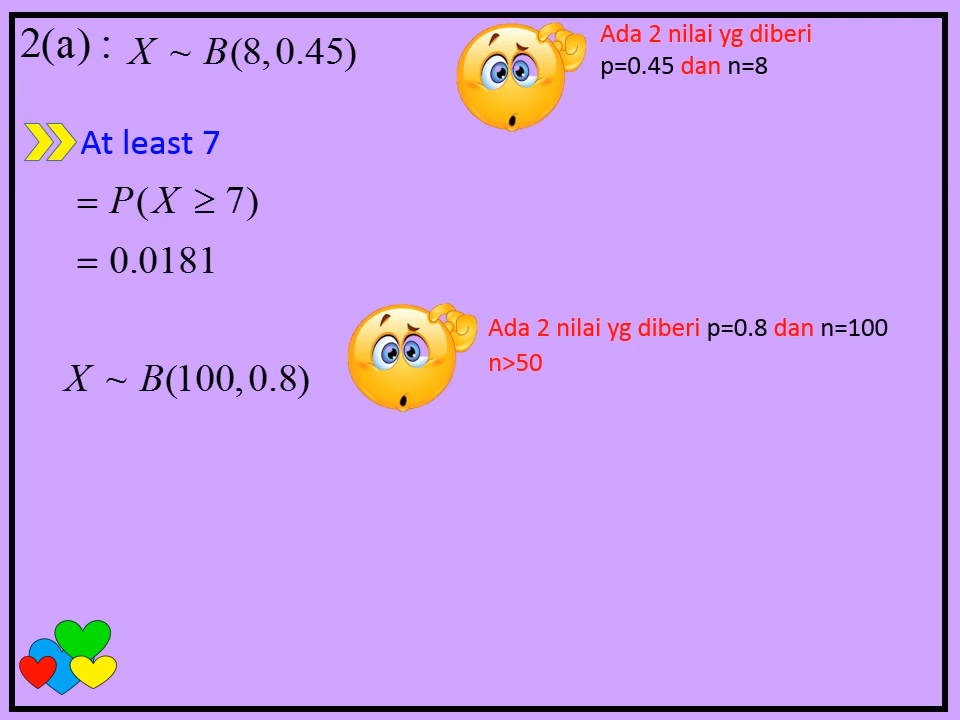 2(a) : X ~ B(8, 0.45)
Ada 2 nilai yg diberi
p=0.45 dan n=8
At least 7
= P(X ≥ 7)
= 0.0181
Ada 2 nilai yg diberi p=0.8 dan n=100
n>50
X ~ B(100, 0.8)